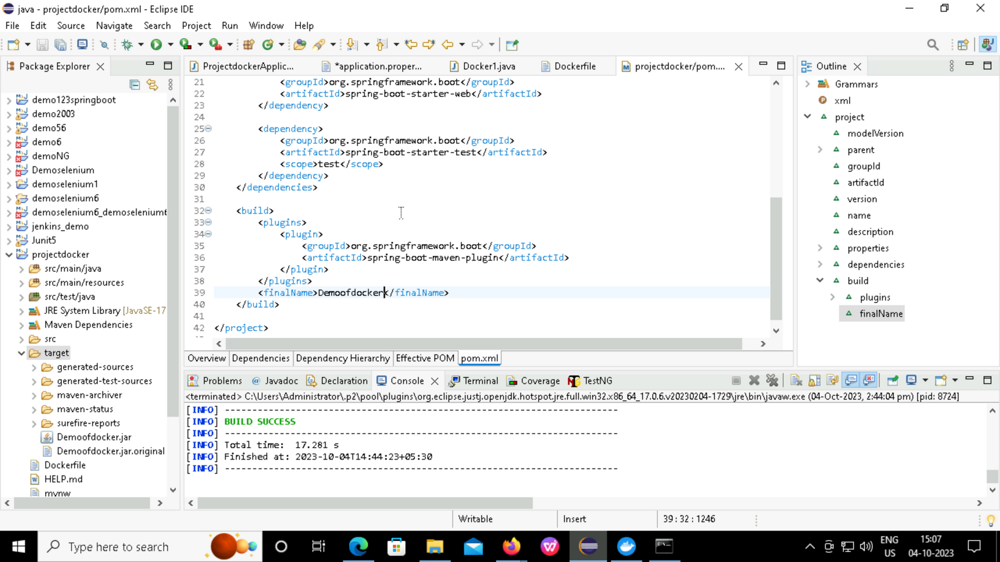 java - projectdocker/pom.xml - Eclipse IDE
File Edit Source Navigate Search Project Run Window Help
Package Explorer
demo123springboot
demo2003
demo56
demo6
demoNG
Demoselenium
demoselenium1
demoselenium6
demoselenium6_demoselenium6
jenkins_demo
Junit5
projectdocker
src/main/java
src/main/resources
src/test/java
JRE System Library [JavaSE-17
Maven Dependencies
src
target
generated-sources
generated-test-sources
maven-archiver
maven-status
surefire-reports
Demoofdocker.jar
Demoofdocker.jar.original
Dockerfile
HELP.md
mvnw
ProjectdockerApplic... *application.proper... Docker1.java Dockerfile projectdocker/pom....
21 <groupId>org.springframework.boot</groupId>
22 <artifactId>spring-boot-starter-web</artifactId>
23 </dependency>
24
25 <dependency>
26 <groupId>org.springframework.boot</groupId>
27 <artifactId>spring-boot-starter-test</artifactId>
28 <scope>test</scope>
29 </dependency>
30 </dependencies>
31
32 <build>
33 <plugins>
34 <plugin>
35 <groupId>org.springframework.boot</groupId>
36 <artifactId>spring-boot-maven-plugin</artifactId>
37 </plugin>
38 </plugins>
39 <finalName>Demoofdocker</finalName>
40 </build>
41
42 </project>
Overview Dependencies Dependency Hierarchy Effective POM pom.xml
Outline
Grammars
xml
project
modelVersion
parent
groupId
artifactId
version
name
description
properties
dependencies
build
plugins
finalName
Problems @ Javadoc Declaration Console Terminal Coverage TestNG
<terminated> C:\Users\Administrator\.p2\pool\plugins\org.eclipse.justj.openjdk.hotspot.jre.full.win32.x86_64_17.0.6.v20230204-1729\jre\bin\javaw.exe (04-Oct-2023, 2:44:04 pm) [pid: 8724]
[INFO] ------------------------------------------------------------------------
[INFO] BUILD SUCCESS
[INFO] ------------------------------------------------------------------------
[INFO] Total time: 17.281 s
[INFO] Finished at: 2023-10-04T14:44:23+05:30
[INFO] ------------------------------------------------------------------------
Writable Insert 39 : 32 : 1246
Type here to search
ENG
US
15:07
04-10-2023